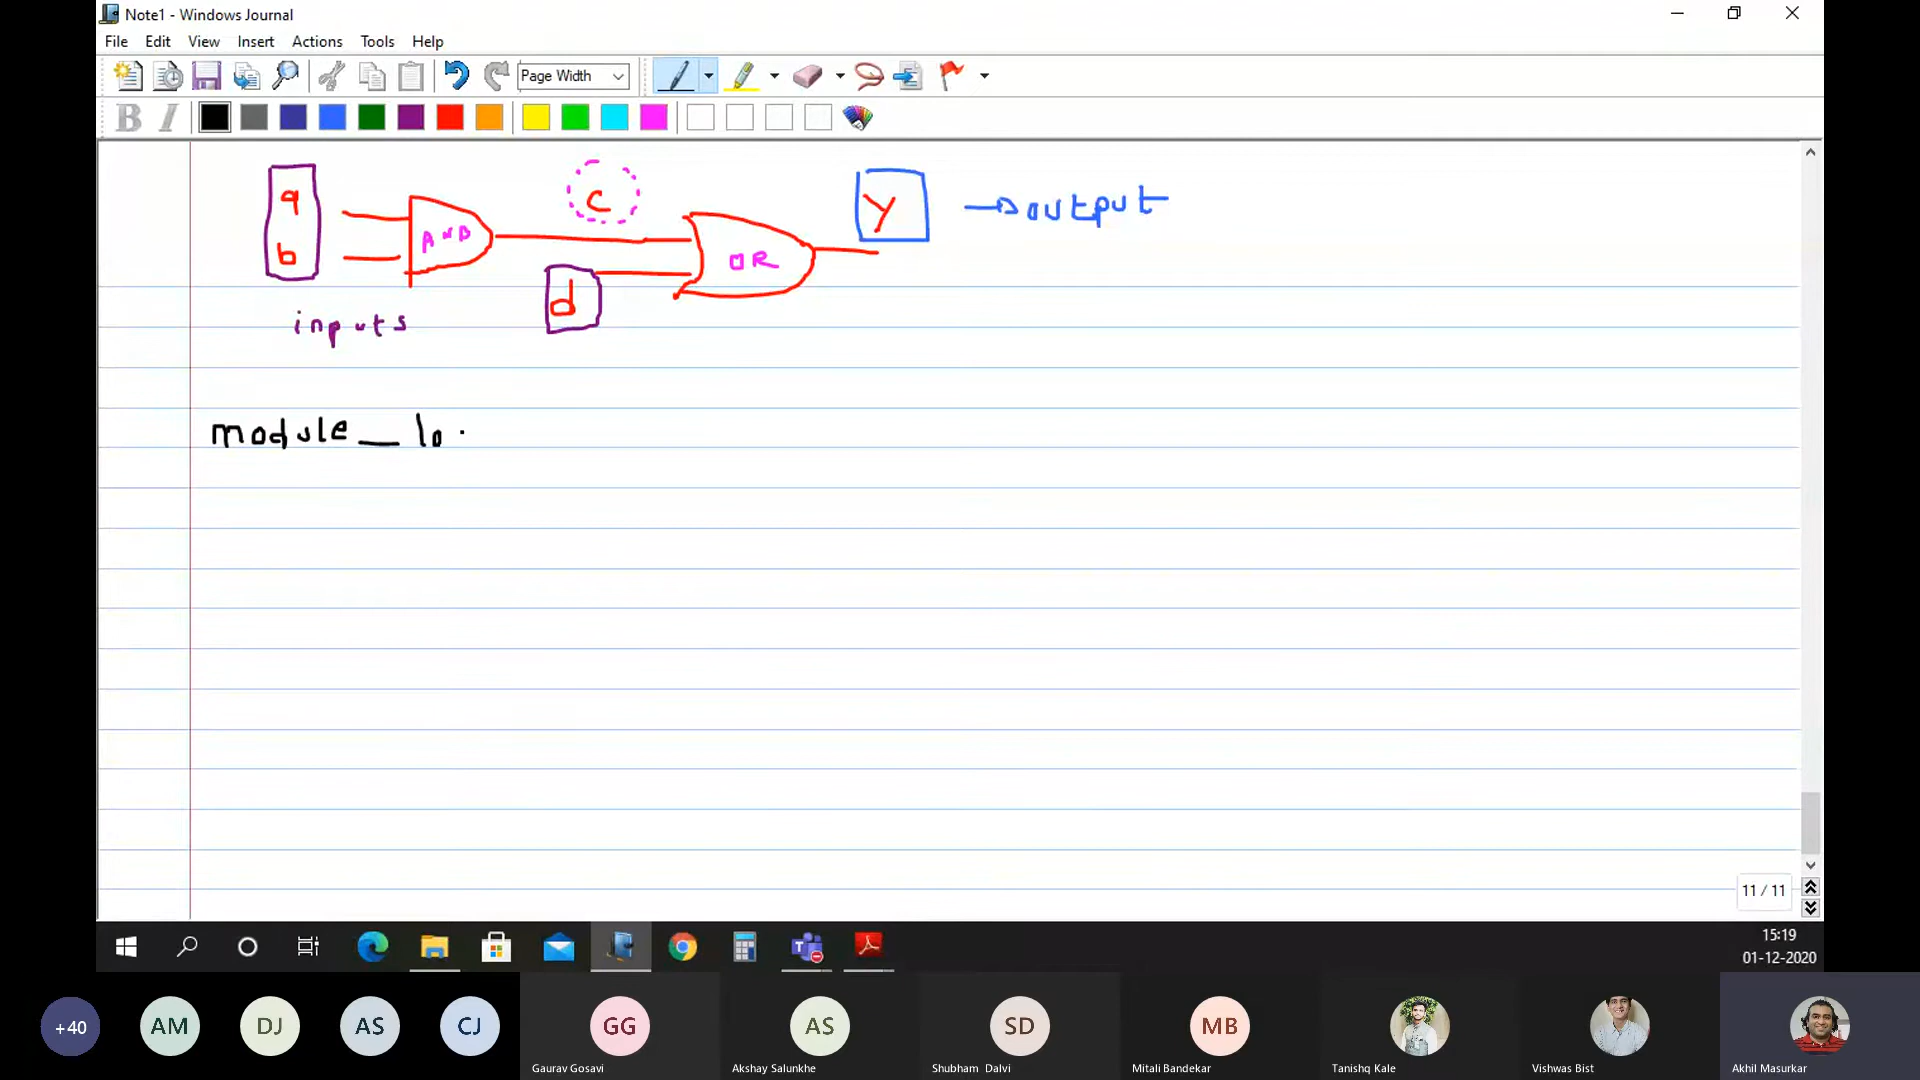 Note1 - Windows Journal
File Edit View Insert Actions Tools Help
Page Width
B I
a
b
AND
c
d
OR
y
output
inputs
module_lo
11 / 11
15:19
01-12-2020
+40 AM DJ AS CJ GG AS SD MB
Gaurav Gosavi Akshay Salunkhe Shubham Dalvi Mitali Bandekar Tanishq Kale Vishwas Bist Akhil Masurkar